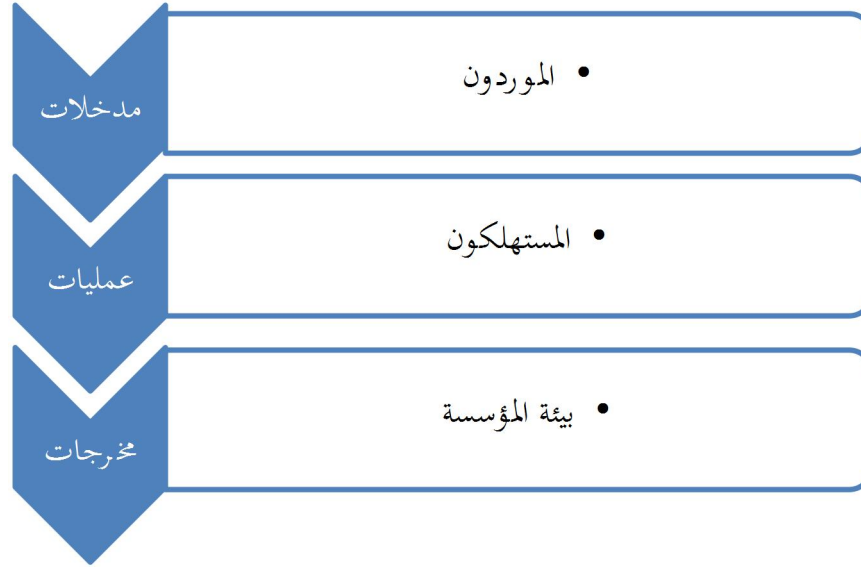 • الموردون
مدخلات
• المستهلكون
عمليات
• بيئة المؤسسة
مخرجات